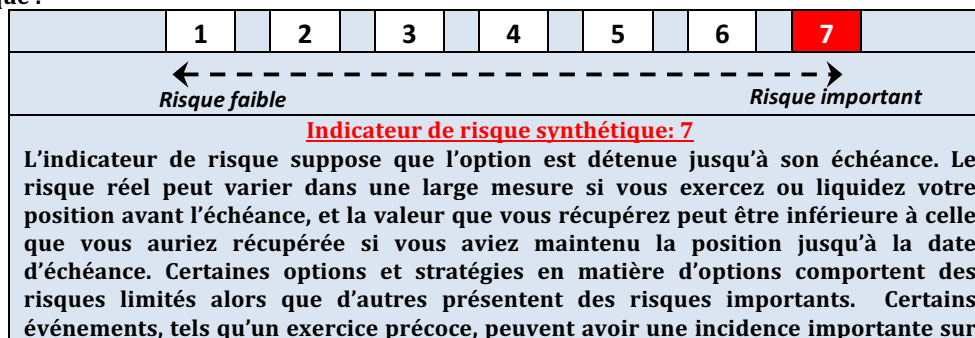 que :
1 2 3 4 5 6 7
Risque faible Risque important
Indicateur de risque synthétique: 7
L'indicateur de risque suppose que l'option est détenue jusqu'à son échéance. Le
risque réel peut varier dans une large mesure si vous exercez ou liquidez votre
position avant l'échéance, et la valeur que vous récupérez peut être inférieure à celle
que vous auriez récupérée si vous aviez maintenu la position jusqu'à la date
d'échéance. Certaines options et stratégies en matière d'options comportent des
risques limités alors que d'autres présentent des risques importants. Certains
événements, tels qu'un exercice précoce, peuvent avoir une incidence importante sur